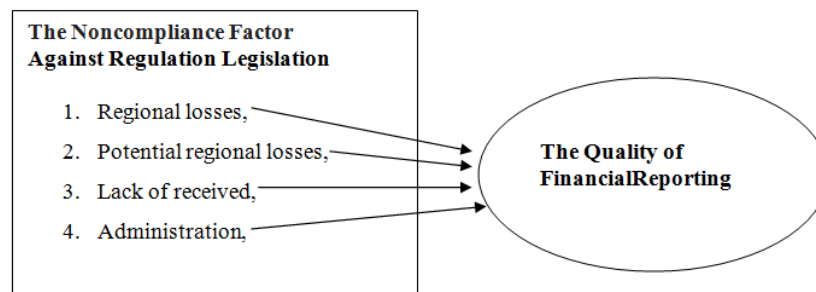 The Noncompliance Factor
Against Regulation Legislation
1. Regional losses,
2. Potential regional losses,
3. Lack of received,
4. Administration,
The Quality of
FinancialReporting